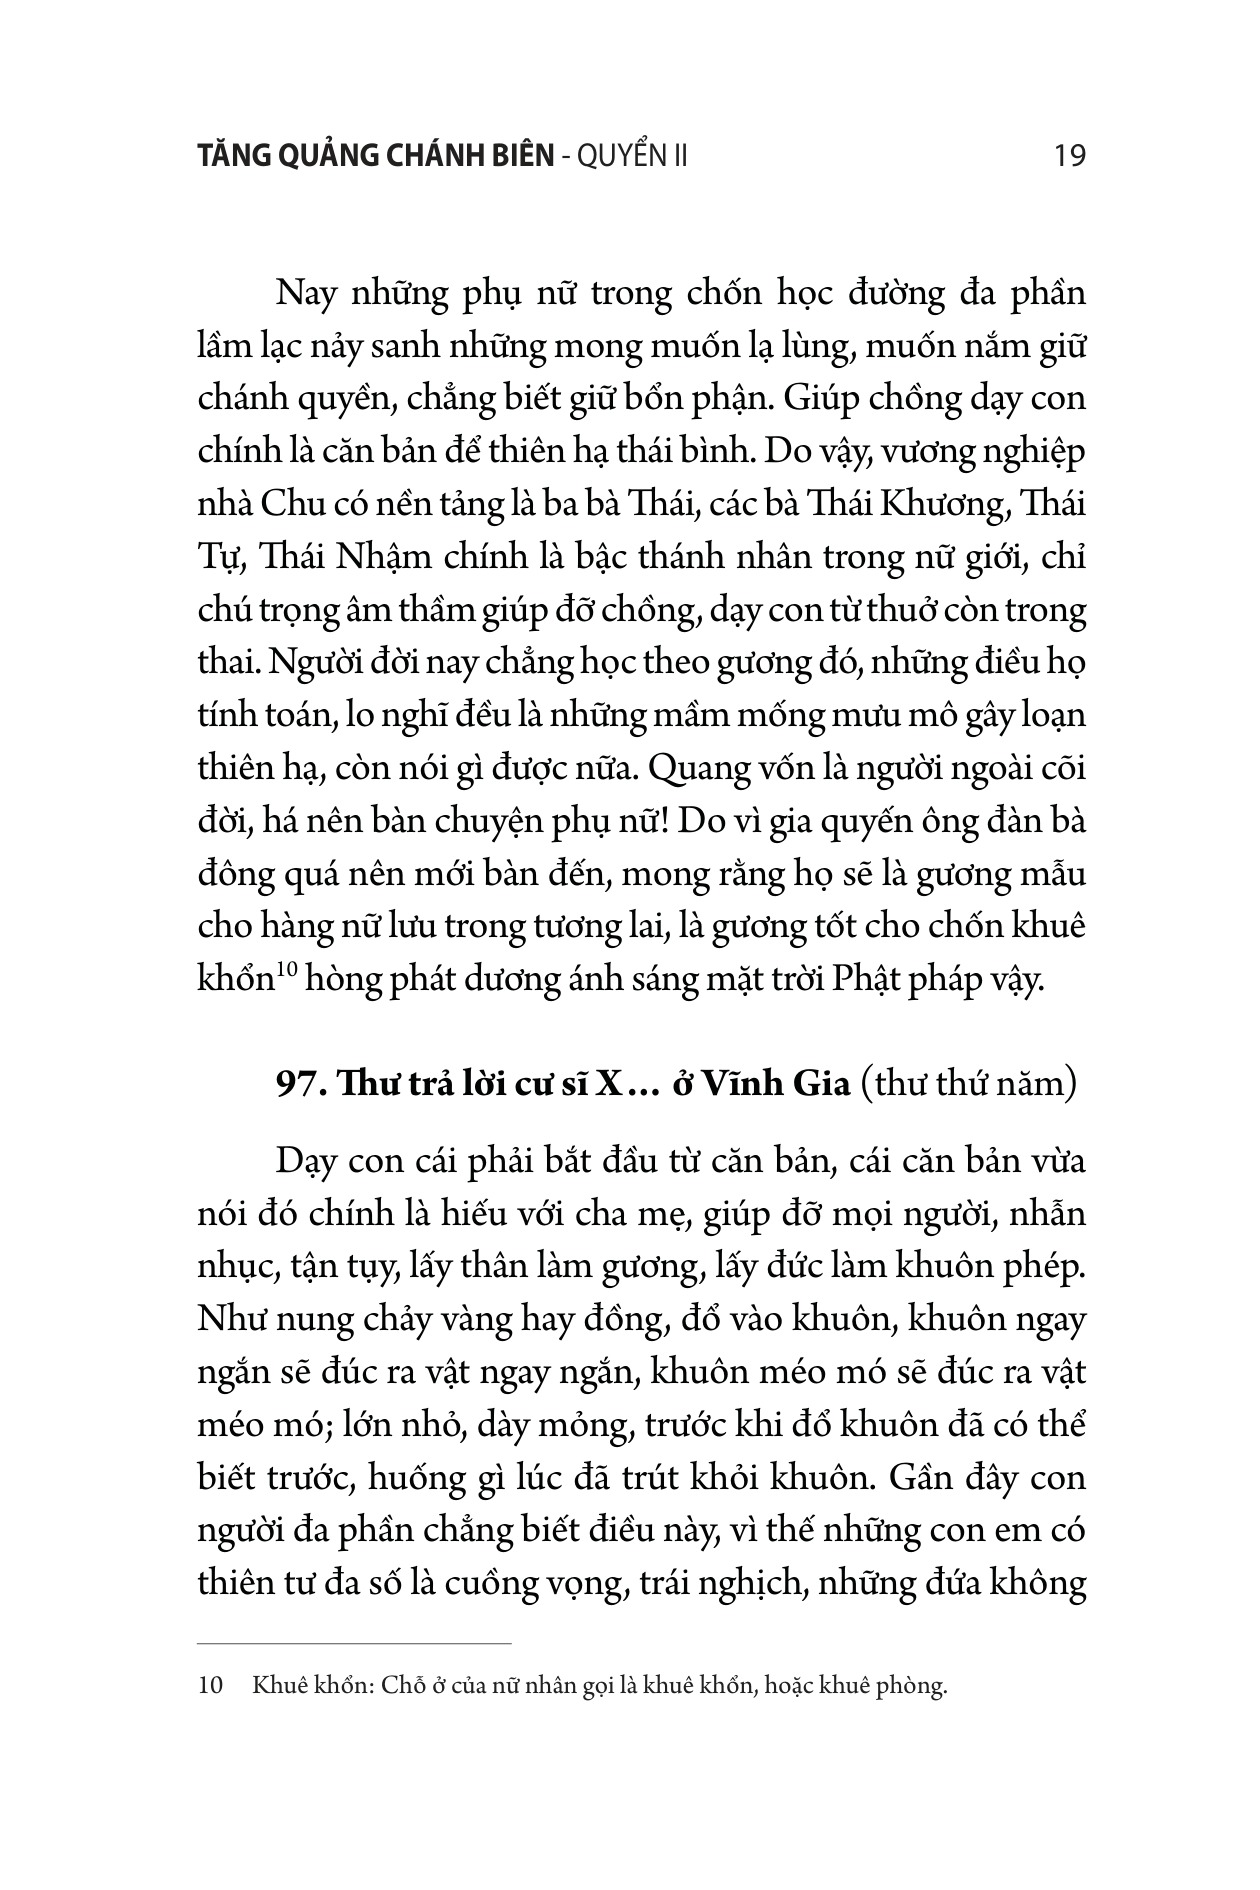 TĂNG QUẢNG CHÁNH BIÊN - QUYỂN II 19
Nay những phụ nữ trong chốn học đường đa phần
lầm lạc nảy sanh những mong muốn lạ lùng, muốn nắm giữ
chánh quyền, chẳng biết giữ bổn phận. Giúp chồng dạy con
chính là căn bản để thiên hạ thái bình. Do vậy, vương nghiệp
nhà Chu có nền tảng là ba bà Thái, các bà Thái Khương, Thái
Tự, Thái Nhậm chính là bậc thánh nhân trong nữ giới, chỉ
chú trọng âm thầm giúp đỡ chồng, dạy con từ thuở còn trong
thai. Người đời nay chẳng học theo gương đó, những điều họ
tính toán, lo nghĩ đều là những mầm mống mưu mô gây loạn
thiên hạ, còn nói gì được nữa. Quang vốn là người ngoài cõi
đời, há nên bàn chuyện phụ nữ! Do vì gia quyến ông đàn bà
đông quá nên mới bàn đến, mong rằng họ sẽ là gương mẫu
cho hàng nữ lưu trong tương lai, là gương tốt cho chốn khuê
khổn10 hòng phát dương ánh sáng mặt trời Phật pháp vậy.
97. Thư trả lời cư sĩ X... ở Vĩnh Gia (thư thứ năm)
Dạy con cái phải bắt đầu từ căn bản, cái căn bản vừa
nói đó chính là hiếu với cha mẹ, giúp đỡ mọi người, nhẫn
nhục, tận tụy, lấy thân làm gương, lấy đức làm khuôn phép.
Như nung chảy vàng hay đồng, đổ vào khuôn, khuôn ngay
ngắn sẽ đúc ra vật ngay ngắn, khuôn méo mó sẽ đúc ra vật
méo mó; lớn nhỏ, dày mỏng, trước khi đổ khuôn đã có thể
biết trước, huống gì lúc đã trút khỏi khuôn. Gần đây con
người đa phần chẳng biết điều này, vì thế những con em có
thiên tư đa số là cuồng vọng, trái nghịch, những đứa không
10 Khuê khổn: Chỗ ở của nữ nhân gọi là khuê khổn, hoặc khuê phòng.